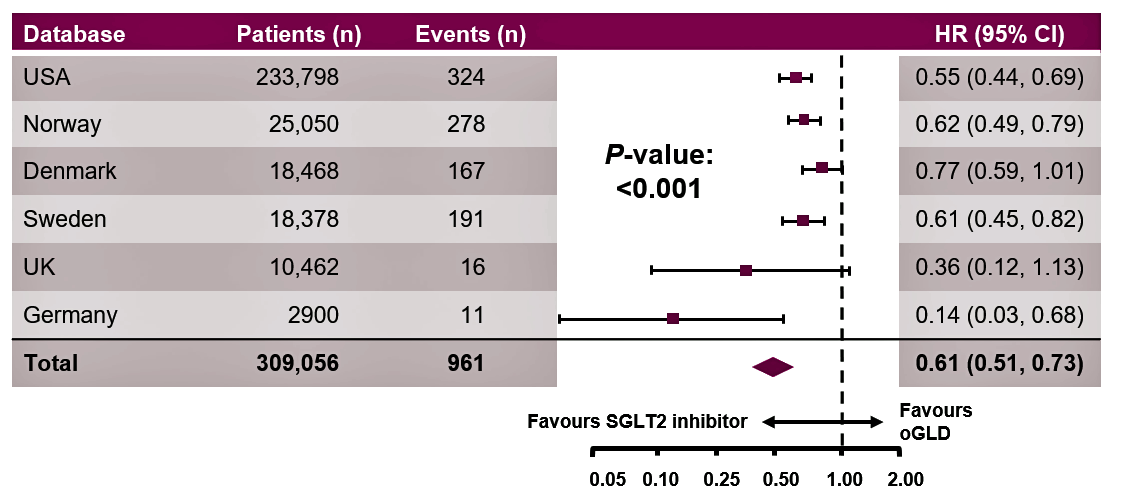 Database Patients (n) Events (n) HR (95% CI)
USA 233,798 324 0.55 (0.44, 0.69)
Norway 25,050 278 0.62 (0.49, 0.79)
P-value:
Denmark 18,468 167 0.77 (0.59, 1.01)
<0.001
Sweden 18,378 191 0.61 (0.45, 0.82)
UK 10,462 16 0.36 (0.12, 1.13)
Germany 2900 11 0.14 (0.03, 0.68)
Total 309,056 961 0.61 (0.51, 0.73)
Favours SGLT2 inhibitor
Favours
oGLD
0.05 0.10 0.25 0.50 1.00 2.00